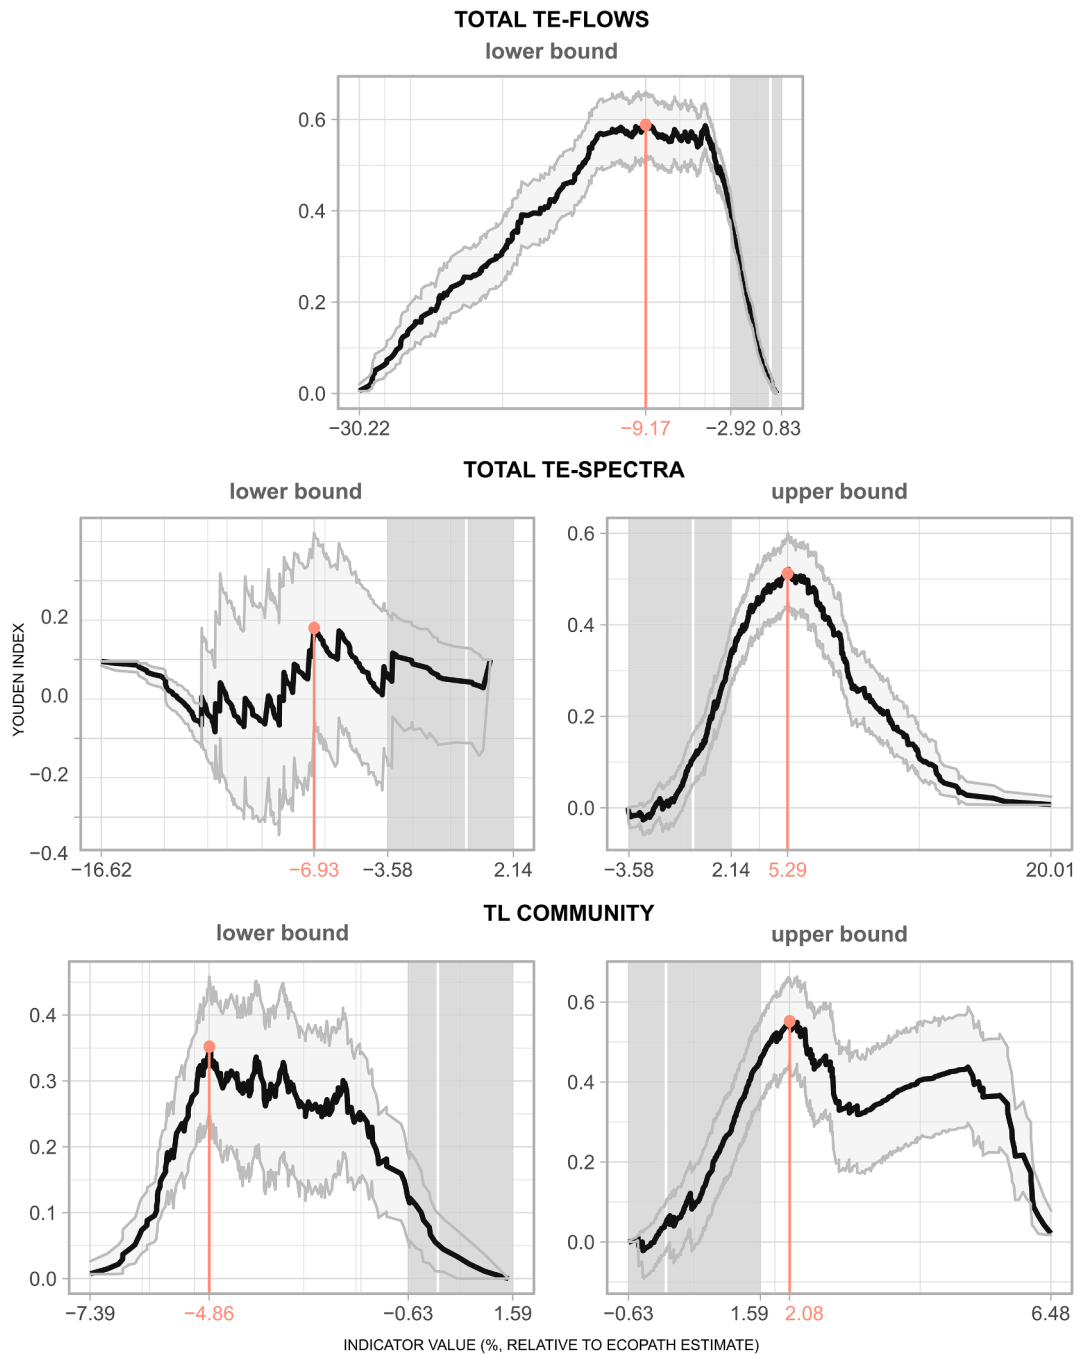 TOTAL TE-FLOWS
lower bound
0.6
0.4
0.2
0.0
−30.22 −9.17 −2.92 0.83
TOTAL TE-SPECTRA
lower bound upper bound
YOUDEN INDEX
0.2
0.0
−0.2
−0.4
−16.62 −6.93 −3.58 2.14
0.6
0.4
0.2
0.0
−3.58 2.14 5.29 20.01
TL COMMUNITY
lower bound upper bound
0.4
0.3
0.2
0.1
0.0
−7.39 −4.86 −0.63 1.59
0.6
0.4
0.2
0.0
−0.63 1.59 2.08 6.48
INDICATOR VALUE (%, RELATIVE TO ECOPATH ESTIMATE)